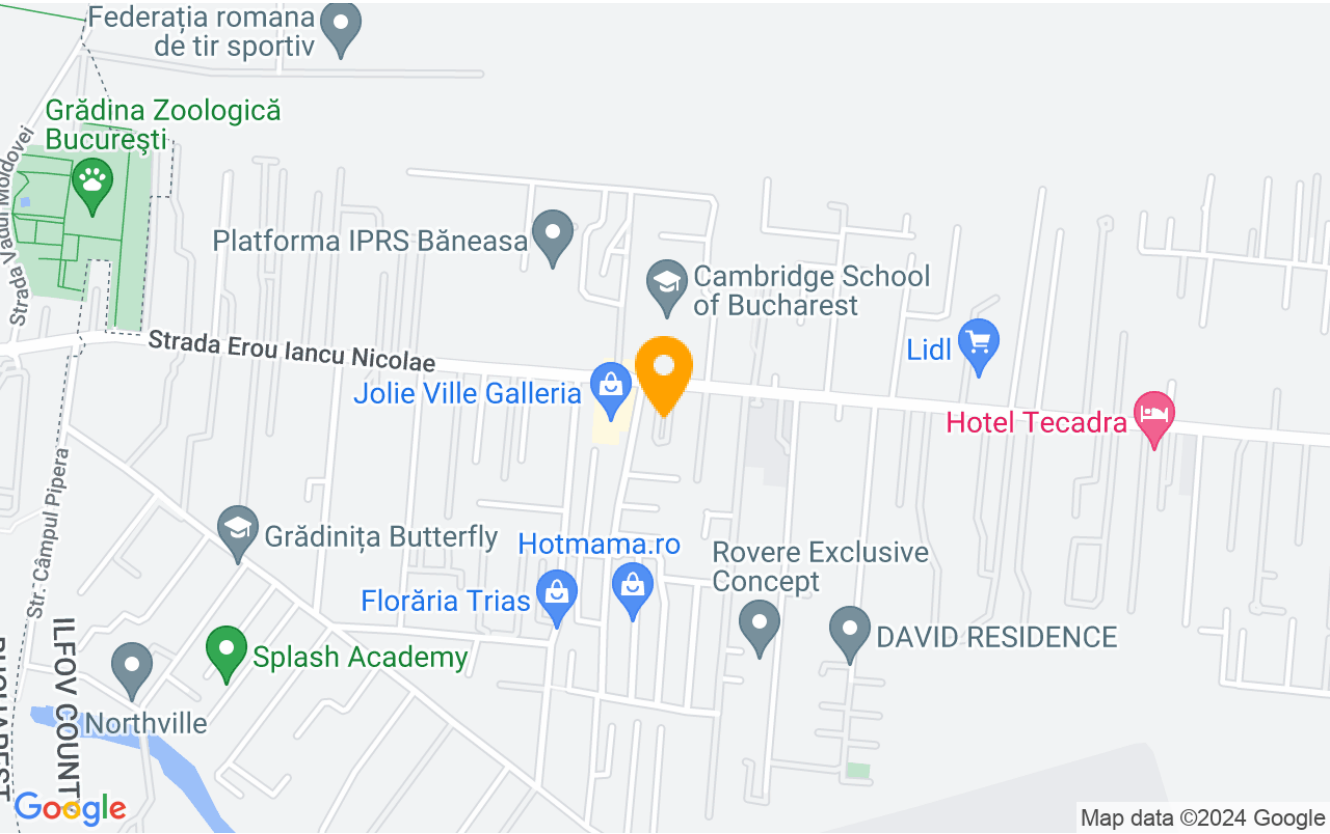 Federația romana
de tir sportiv
Grădina Zoologică
București
Strada Vadul Moldovei
Platforma IPRS Băneasa
Cambridge School
of Bucharest
Strada Erou Iancu Nicolae
Lidl
Jolie Ville Galleria
Hotel Tecadra
Str. Câmpul Pipera
Grădinița Butterfly
Hotmama.ro
Rovere Exclusive
Concept
Florăria Trias
DAVID RESIDENCE
Splash Academy
Northville
ILFOV COUNT
Google
Map data ©2024 Google